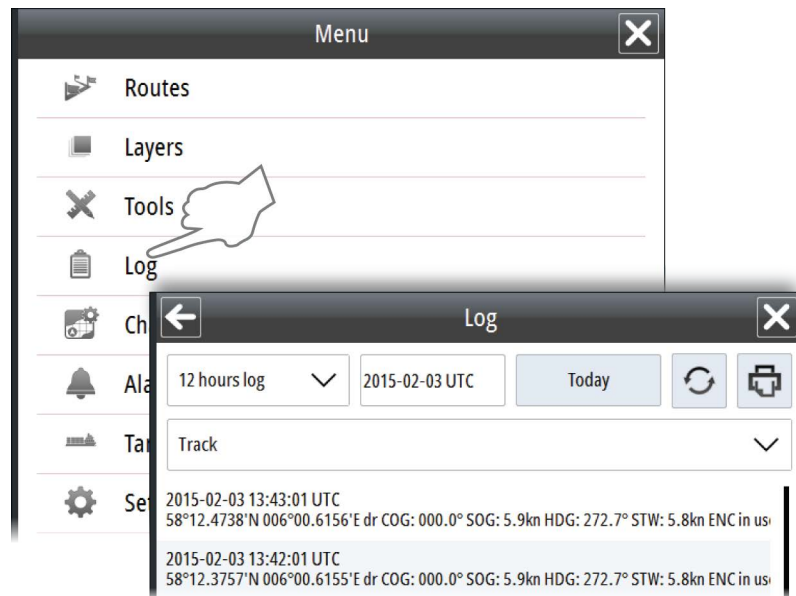 Menu
Routes
Layers
Tools
Log
Ch
Ala
Tar
Se
Log
12 hours log
2015-02-03 UTC
Today
Track
2015-02-03 13:43:01 UTC
58°12.4738'N 006°00.6156'E dr COG: 000.0° SOG: 5.9kn HDG: 272.7° STW: 5.8kn ENC in us
2015-02-03 13:42:01 UTC
58°12.3757'N 006°00.6155'E dr COG: 000.0° SOG: 5.9kn HDG: 272.7° STW: 5.8kn ENC in us